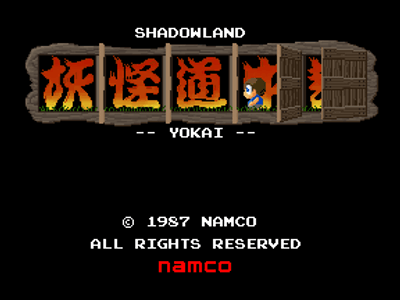 SHADOWLAND
妖怪道
-- YOKAI --
© 1987 NAMCO
ALL RIGHTS RESERVED
namco